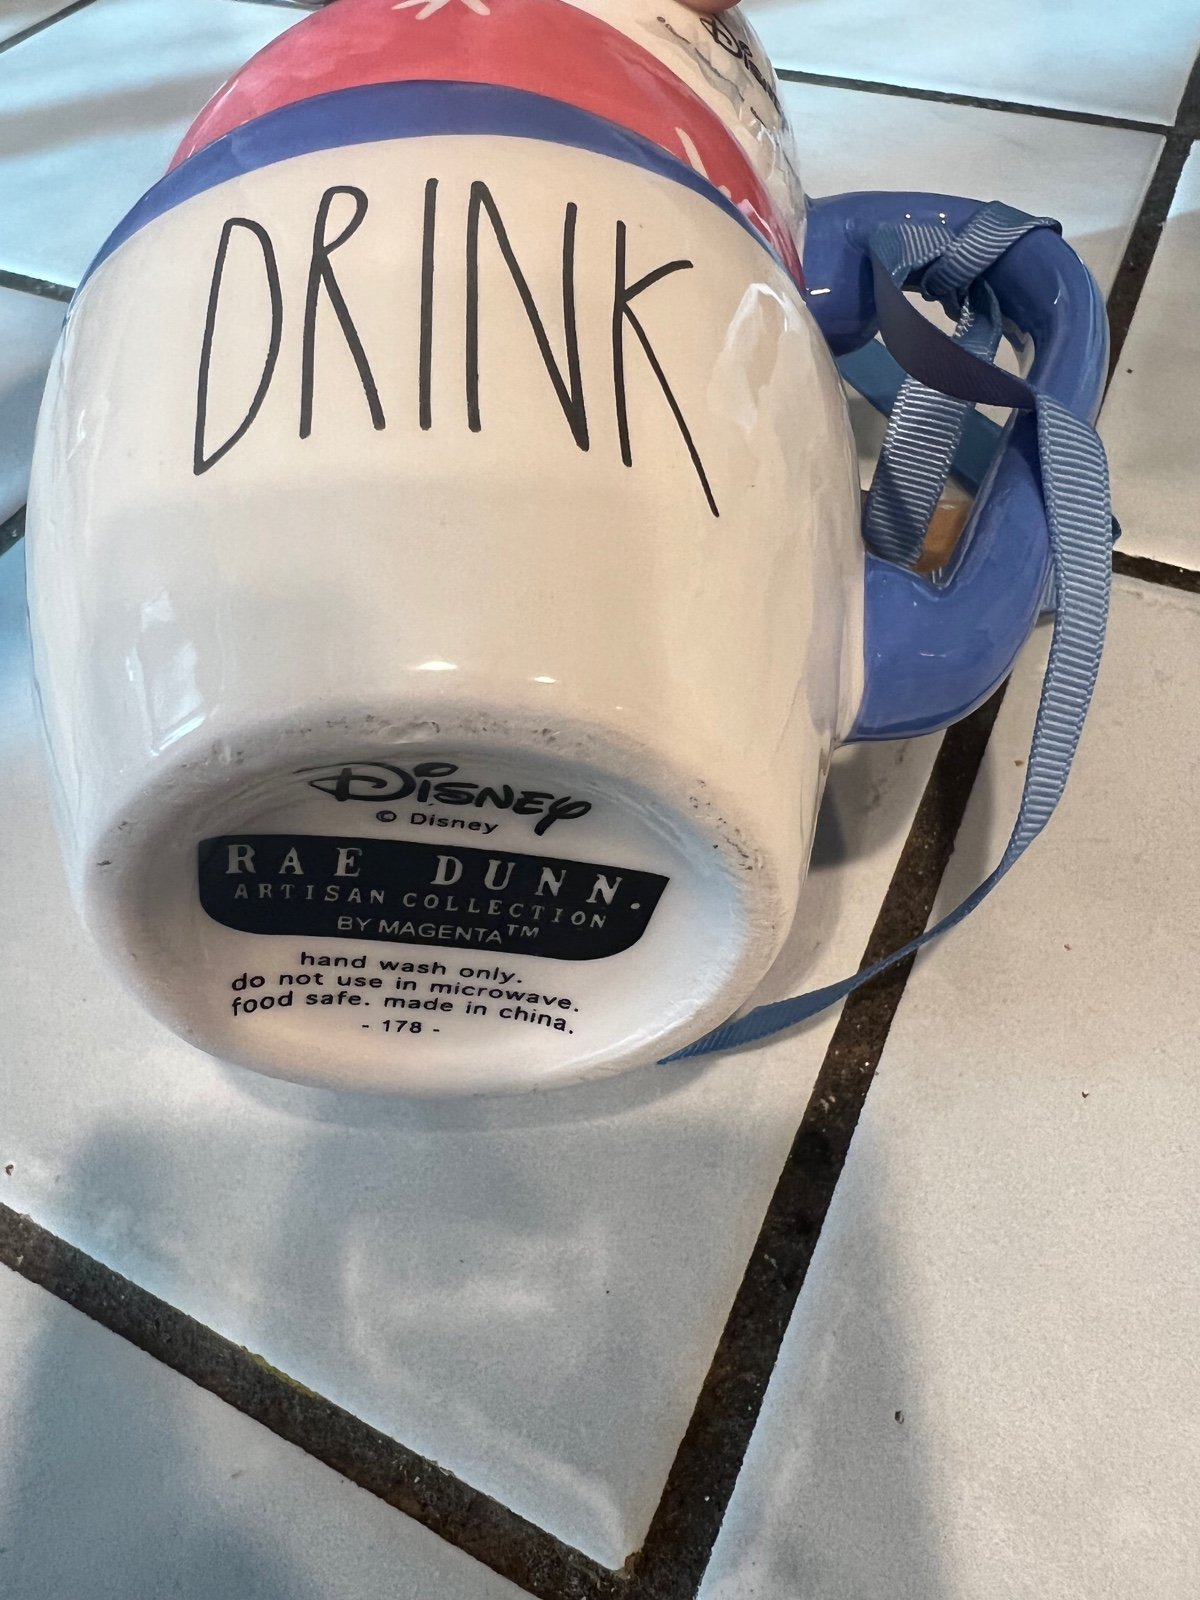 Disney
DRINK
Disney
© Disney
RAE DUNN.
ARTISAN COLLECTION
BY MAGENTA™
hand wash only.
do not use in microwave.
food safe. made in china.
- 178 -